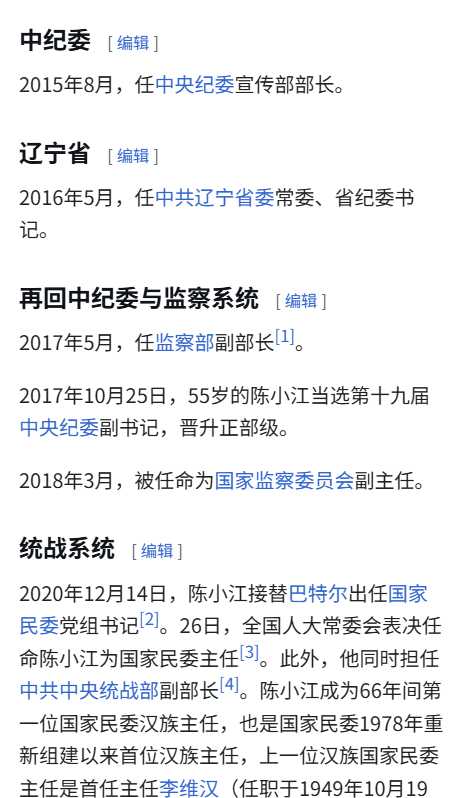 中纪委 [ 编辑 ]
2015年8月，任中央纪委宣传部部长。
辽宁省 [ 编辑 ]
2016年5月，任中共辽宁省委常委、省纪委书
记。
再回中纪委与监察系统 [ 编辑 ]
2017年5月，任监察部副部长[1]。
2017年10月25日，55岁的陈小江当选第十九届
中央纪委副书记，晋升正部级。
2018年3月，被任命为国家监察委员会副主任。
统战系统 [ 编辑 ]
2020年12月14日，陈小江接替巴特尔出任国家
民委党组书记[2]。26日，全国人大常委会表决任
命陈小江为国家民委主任[3]。此外，他同时担任
中共中央统战部副部长[4]。陈小江成为66年间第
一位国家民委汉族主任，也是国家民委1978年重
新组建以来首位汉族主任，上一位汉族国家民委
主任是首任主任李维汉（任职于1949年10月19